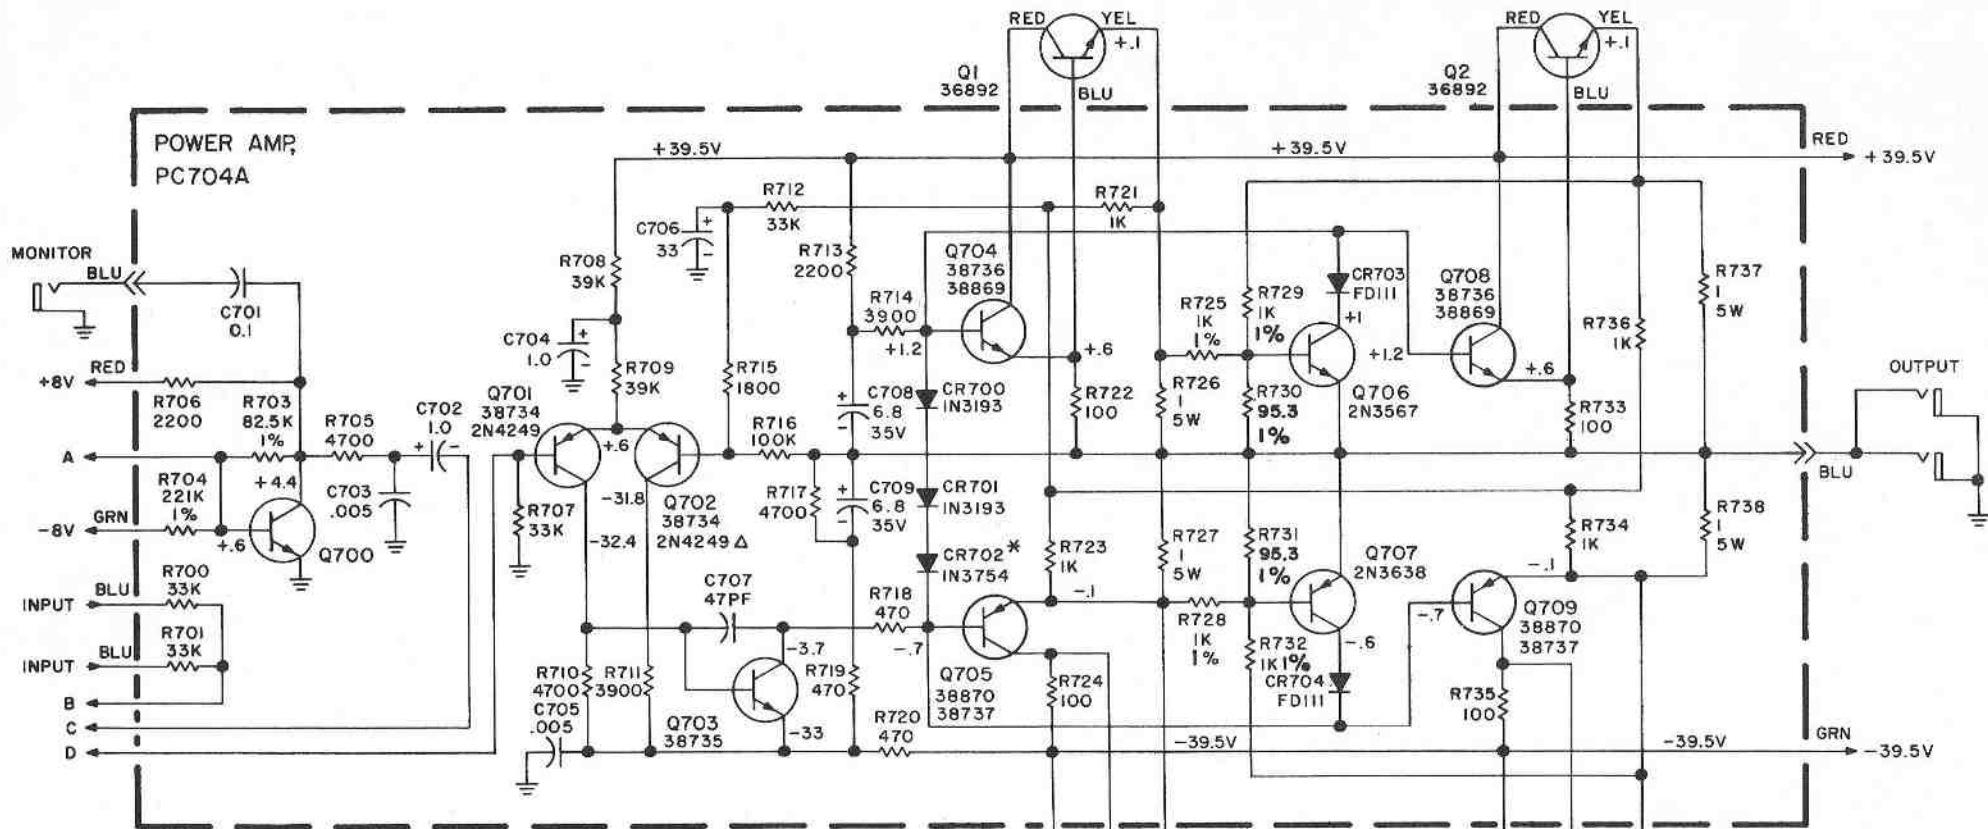 RED
YEL
+.1
Q1
36892
BLU
RED
YEL
+.1
Q2
36892
BLU
POWER AMP,
PC704A
+39.5V
+39.5V
RED
+39.5V
R712
33K
R721
1K
C706
33
+
-
R713
2200
MONITOR
BLU
C701
0.1
R708
39K
Q704
38736
38869
CR703
FD111
Q708
38736
38869
R737
1
5W
R714
3900
+1.2
R725
1K
1%
R729
1K
1%
+1
R736
1K
C704
1.0
+
-
RED
+8V
R706
2200
R703
82.5K
1%
R705
4700
C702
1.0
+
-
Q701
38734
2N4249
R709
39K
R715
1800
+.6
+1.2
+.6
OUTPUT
C708
6.8
35V
+
-
CR700
IN3193
R722
100
R726
1
5W
R730
95.3
1%
Q706
2N3567
R733
100
R716
100K
A
+.6
BLU
R704
221K
1%
+4.4
C703
.005
-8V
GRN
+.6
Q700
R707
33K
-31.8
Q702
38734
2N4249 Δ
-32.4
R717
4700
C709
6.8
35V
+
-
CR701
IN3193
CR702 *
IN3754
R723
1K
R727
1
5W
R731
95.3
1%
Q707
2N3638
R734
1K
R738
1
5W
R700
33K
BLU
INPUT
R701
33K
BLU
INPUT
C707
47PF
R718
470
-.1
-.1
-.7
R728
1K
1%
-.7
Q709
38870
38737
-3.7
R732
1K 1%
-.6
CR704
FD111
B
C
D
R710
4700
R711
3900
R719
470
Q705
38870
38737
R724
100
R735
100
C705
.005
Q703
38735
-33
R720
470
-39.5V
-39.5V
GRN
-39.5V